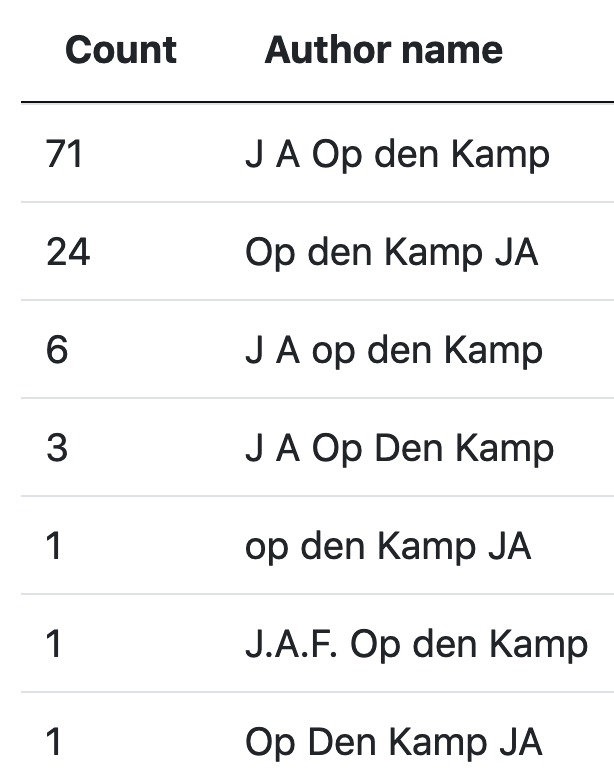 Count Author name
71 J A Op den Kamp
24 Op den Kamp JA
6 J A op den Kamp
3 J A Op Den Kamp
1 op den Kamp JA
1 J.A.F. Op den Kamp
1 Op Den Kamp JA